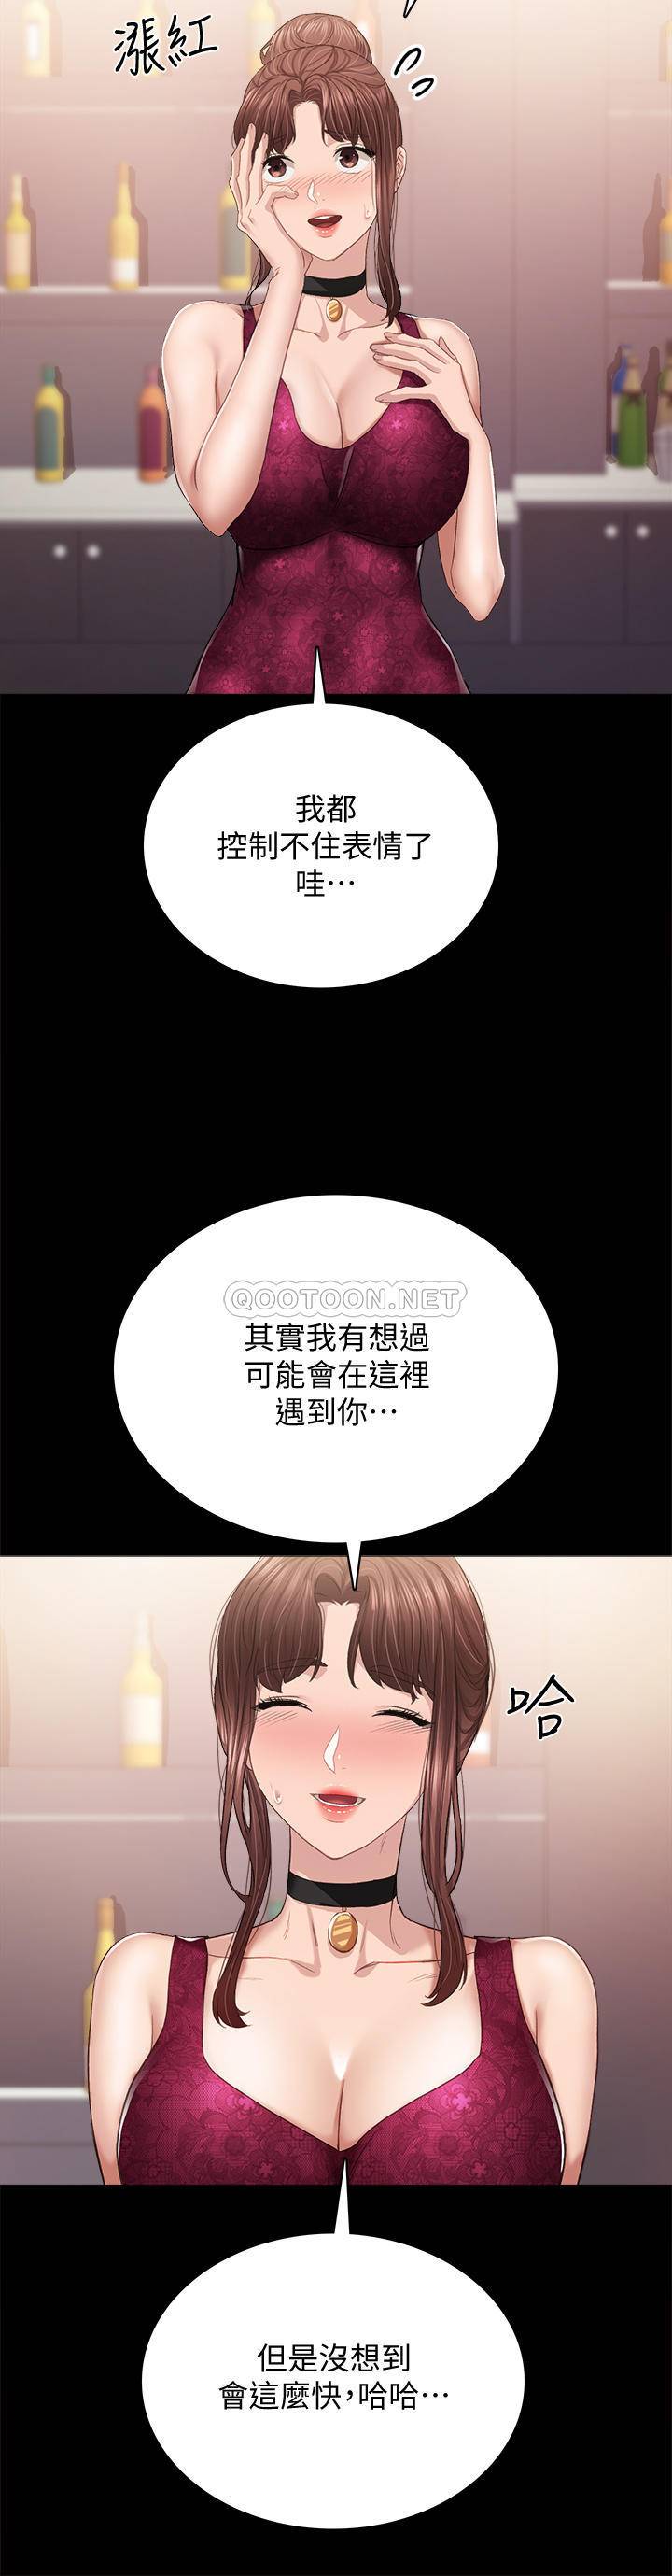 漲紅
我都
控制不住表情了
哇⋯
QOOTOON.NET
其實我有想過
可能會在這裡
遇到你⋯
哈
但是沒想到
會這麼快,哈哈⋯